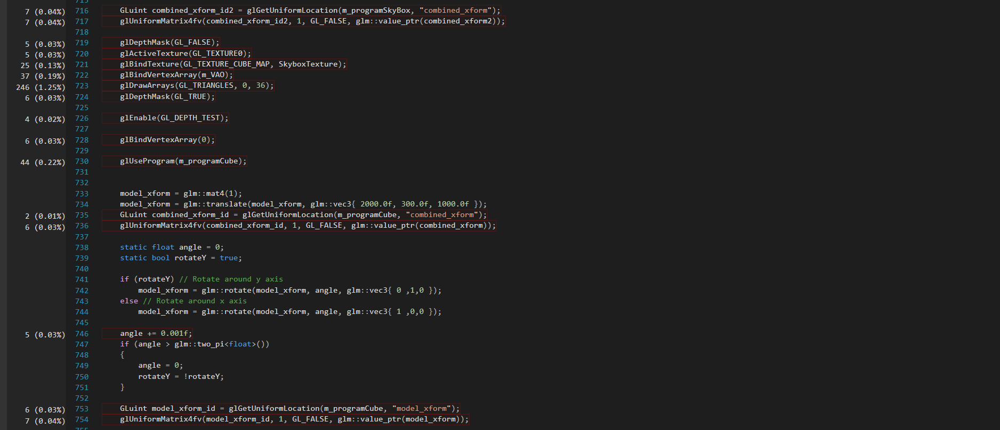 715
7 (0.04%) 716 GLuint combined_xform_id2 = glGetUniformLocation(m_programSkyBox, "combined_xform");
7 (0.04%) 717 glUniformMatrix4fv(combined_xform_id2, 1, GL_FALSE, glm::value_ptr(combined_xform2));
718
5 (0.03%) 719 glDepthMask(GL_FALSE);
5 (0.03%) 720 glActiveTexture(GL_TEXTURE0);
25 (0.13%) 721 glBindTexture(GL_TEXTURE_CUBE_MAP, SkyboxTexture);
37 (0.19%) 722 glBindVertexArray(m_VAO);
246 (1.25%) 723 glDrawArrays(GL_TRIANGLES, 0, 36);
6 (0.03%) 724 glDepthMask(GL_TRUE);
725
4 (0.02%) 726 glEnable(GL_DEPTH_TEST);
727
6 (0.03%) 728 glBindVertexArray(0);
729
44 (0.22%) 730 glUseProgram(m_programCube);
731
732
733 model_xform = glm::mat4(1);
734 model_xform = glm::translate(model_xform, glm::vec3{ 2000.0f, 300.0f, 1000.0f });
2 (0.01%) 735 GLuint combined_xform_id = glGetUniformLocation(m_programCube, "combined_xform");
6 (0.03%) 736 glUniformMatrix4fv(combined_xform_id, 1, GL_FALSE, glm::value_ptr(combined_xform));
737
738 static float angle = 0;
739 static bool rotateY = true;
740
741 if (rotateY) // Rotate around y axis
742 model_xform = glm::rotate(model_xform, angle, glm::vec3{ 0 ,1,0 });
743 else // Rotate around x axis
744 model_xform = glm::rotate(model_xform, angle, glm::vec3{ 1 ,0,0 });
745
5 (0.03%) 746 angle += 0.001f;
747 if (angle > glm::two_pi<float>())
748 {
749 angle = 0;
750 rotateY = !rotateY;
751 }
752
6 (0.03%) 753 GLuint model_xform_id = glGetUniformLocation(m_programCube, "model_xform");
7 (0.04%) 754 glUniformMatrix4fv(model_xform_id, 1, GL_FALSE, glm::value_ptr(model_xform));
755